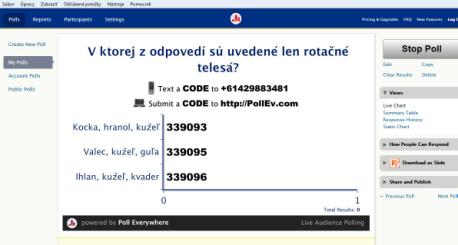 Súbor Úpravy Zobraziť Obľúbené položky Nástroje Pomocník
Polls Reports Participants Settings Pricing & Upgrades FAQ New Features Log
Create New Poll
My Polls
Account Polls
Public Polls
V ktorej z odpovedí sú uvedené len rotačné
telesá?
Text a CODE to +61429883481
Submit a CODE to http://PollEv.com
Kocka, hranol, kužeľ 339093
Valec, kužeľ, guľa 339095
Ihlan, kužeľ, kvader 339096
0 1
Total Results: 0
powered by Poll Everywhere Live Audience Polling
Stop Poll
Edit Copy
Clear Results Delete
Views
Live Chart
Summary Table
Response History
Static Chart
How People Can Respond
Download as Slide
Share and Publish
← Previous Poll Next Poll